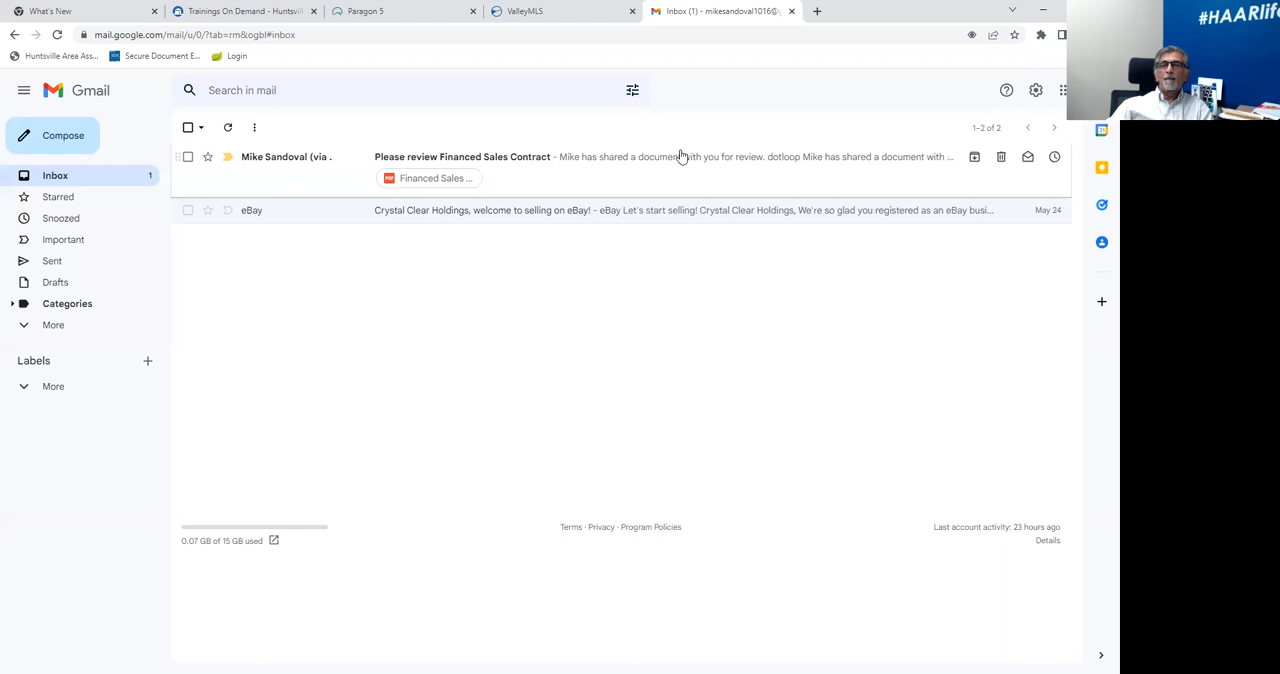 What's New
Trainings On Demand - Huntsvill
Paragon 5
ValleyMLS
Inbox (1) - mikesandoval1016@g
mail.google.com/mail/u/0/?tab=rm&ogbl#inbox
Huntsville Area Ass...
Secure Document E...
Login
#HAARlife
Gmail
Search in mail
Compose
1–2 of 2
Inbox
1
Starred
Snoozed
Important
Sent
Drafts
Categories
More
Labels
More
Mike Sandoval (via .
Please review Financed Sales Contract - Mike has shared a document with you for review. dotloop Mike has shared a document with ...
PDF
Financed Sales ...
eBay
Crystal Clear Holdings, welcome to selling on eBay! - eBay Let's start selling! Crystal Clear Holdings, We're so glad you registered as an eBay busi...
May 24
0.07 GB of 15 GB used
Terms · Privacy · Program Policies
Last account activity: 23 hours ago
Details